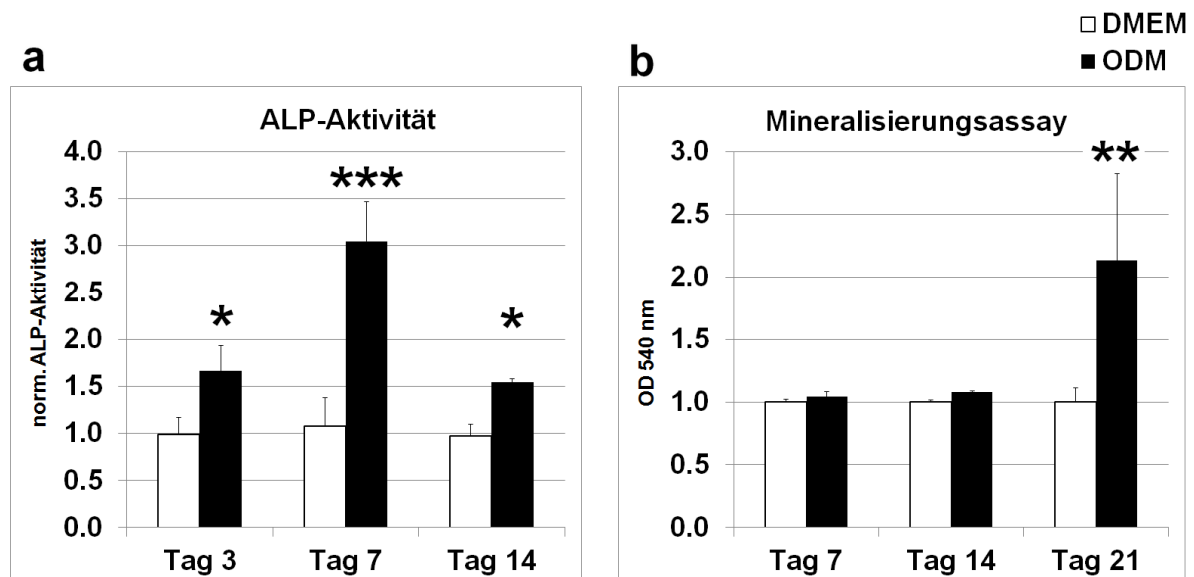 DMEM
ODM
a
ALP-Aktivität
norm. ALP-Aktivität
4.0
3.5
3.0
2.5
2.0
1.5
1.0
0.5
0.0
*
***
*
Tag 3 Tag 7 Tag 14
b
Mineralisierungsassay
OD 540 nm
3.0
2.5
2.0
1.5
1.0
0.5
0.0
**
Tag 7 Tag 14 Tag 21